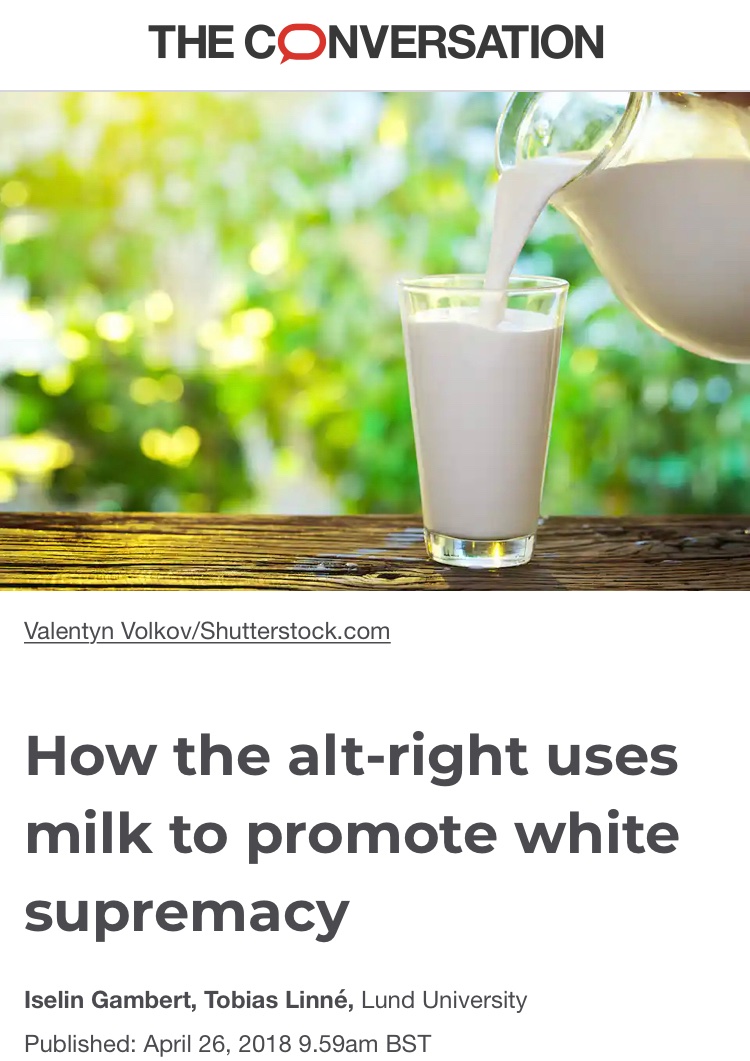 THE CONVERSATION
Valentyn Volkov/Shutterstock.com
How the alt-right uses
milk to promote white
supremacy
Iselin Gambert, Tobias Linné, Lund University
Published: April 26, 2018 9.59am BST